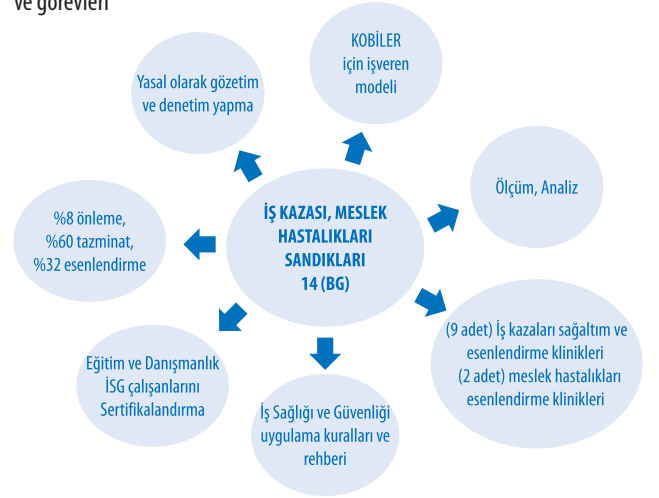 ve görevleri
KOBİLER
için işveren
modeli
Yasal olarak gözetim
ve denetim yapma
Ölçüm, Analiz
İŞ KAZASI, MESLEK
HASTALIKLARI
SANDIKLARI
14 (BG)
%8 önleme,
%60 tazminat,
%32 esenlendirme
(9 adet) İş kazaları sağaltım ve
esenlendirme klinikleri
(2 adet) meslek hastalıkları
esenlendirme klinikleri
Eğitim ve Danışmanlık
İSG çalışanlarını
Sertifikalandırma
İş Sağlığı ve Güvenliği
uygulama kuralları ve
rehberi